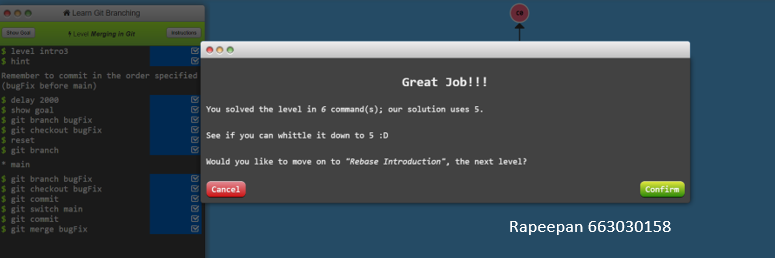 Learn Git Branching
Show Goal
Level Merging in Git
Instructions
$ level intro3
$ hint
Remember to commit in the order specified
(bugFix before main)
$ delay 2000
$ show goal
$ git branch bugFix
$ git checkout bugFix
$ reset
$ git branch
* main
$ git branch bugFix
$ git checkout bugFix
$ git commit
$ git switch main
$ git commit
$ git merge bugFix
C0
Great Job!!!
You solved the level in 6 command(s); our solution uses 5.
See if you can whittle it down to 5 :D
Would you like to move on to "Rebase Introduction", the next level?
Cancel
Confirm
Rapeepan 663030158